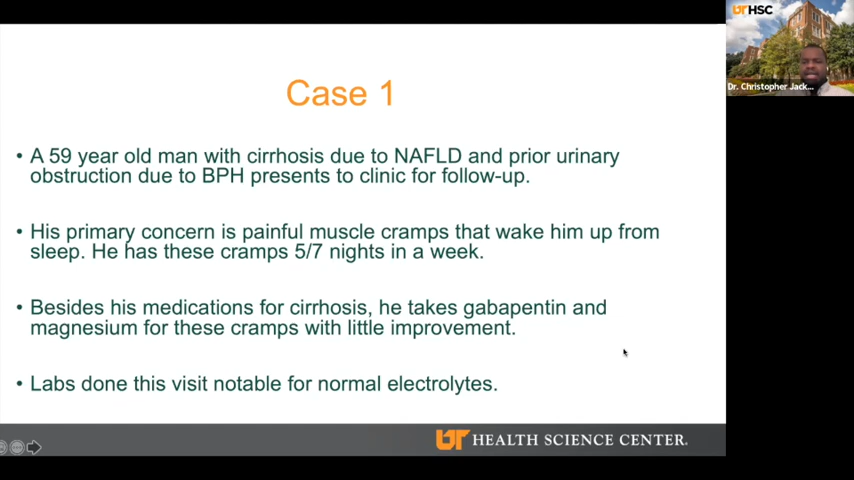 UTHSC
Dr. Christopher Jack...
Case 1
• A 59 year old man with cirrhosis due to NAFLD and prior urinary
obstruction due to BPH presents to clinic for follow-up.
• His primary concern is painful muscle cramps that wake him up from
sleep. He has these cramps 5/7 nights in a week.
• Besides his medications for cirrhosis, he takes gabapentin and
magnesium for these cramps with little improvement.
• Labs done this visit notable for normal electrolytes.
UT HEALTH SCIENCE CENTER.